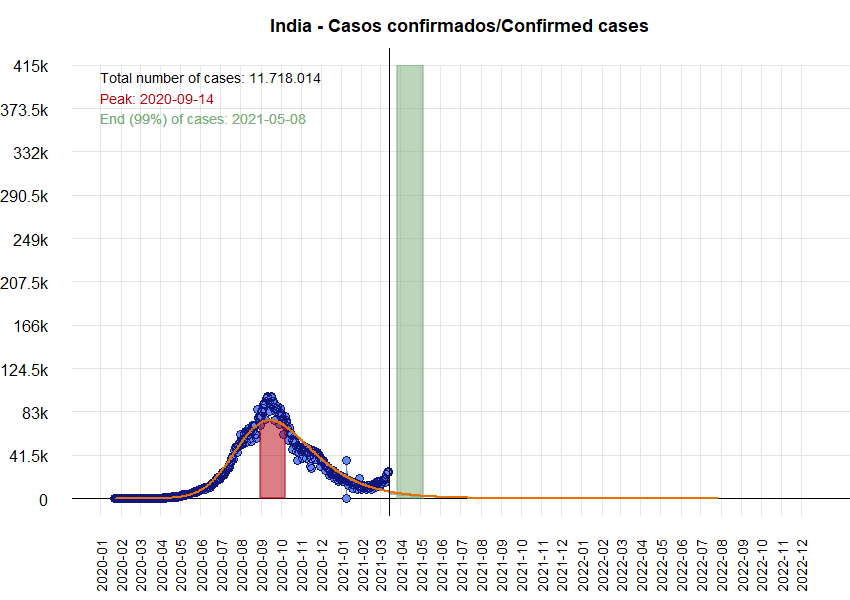 India - Casos confirmados/Confirmed cases
415k
373.5k
332k
290.5k
249k
207.5k
166k
124.5k
83k
41.5k
0
Total number of cases: 11.718.014
Peak: 2020-09-14
End (99%) of cases: 2021-05-08
2020-01
2020-02
2020-03
2020-04
2020-05
2020-06
2020-07
2020-08
2020-09
2020-10
2020-11
2020-12
2021-01
2021-02
2021-03
2021-04
2021-05
2021-06
2021-07
2021-08
2021-09
2021-10
2021-11
2021-12
2022-01
2022-02
2022-03
2022-04
2022-05
2022-06
2022-07
2022-08
2022-09
2022-10
2022-11
2022-12